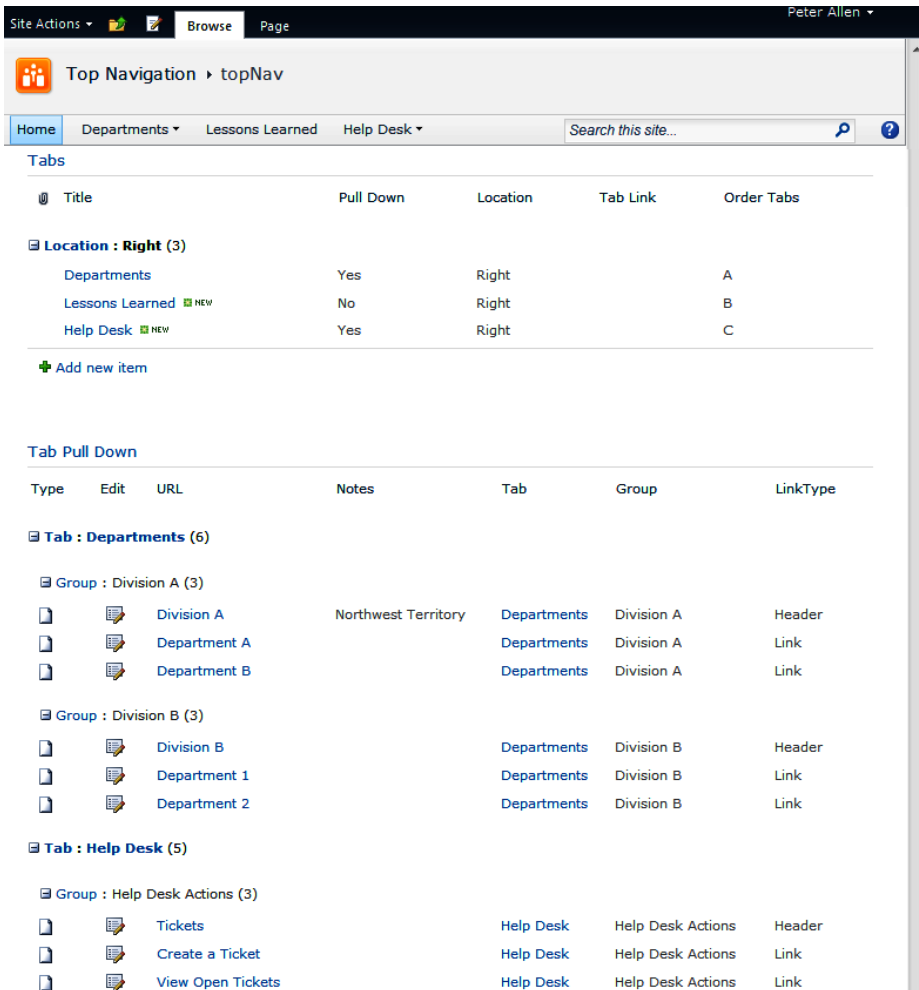 Peter Allen
Site Actions Browse Page
Top Navigation topNav
Home Departments Lessons Learned Help Desk Search this site...
Tabs
Title Pull Down Location Tab Link Order Tabs
Location : Right (3)
Departments Yes Right A
Lessons Learned NEW No Right B
Help Desk NEW Yes Right C
Add new item
Tab Pull Down
Type Edit URL Notes Tab Group LinkType
Tab : Departments (6)
Group : Division A (3)
Division A Northwest Territory Departments Division A Header
Department A Departments Division A Link
Department B Departments Division A Link
Group : Division B (3)
Division B Departments Division B Header
Department 1 Departments Division B Link
Department 2 Departments Division B Link
Tab : Help Desk (5)
Group : Help Desk Actions (3)
Tickets Help Desk Help Desk Actions Header
Create a Ticket Help Desk Help Desk Actions Link
View Open Tickets Help Desk Help Desk Actions Link